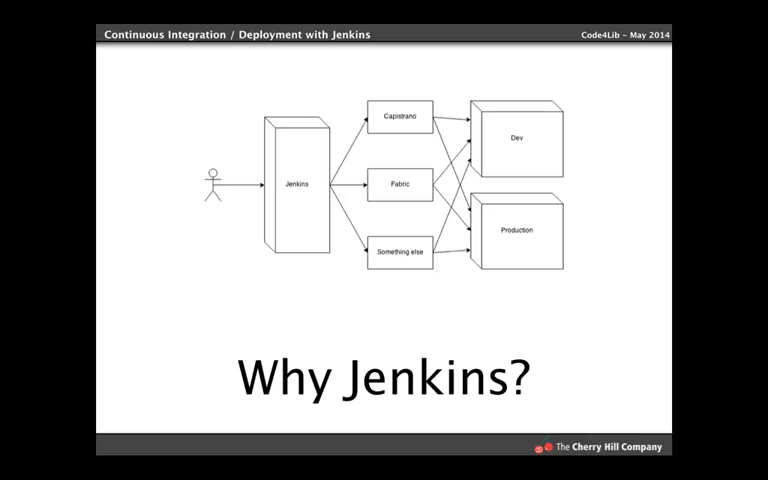 Continuous Integration / Deployment with Jenkins
Code4Lib – May 2014
Capistrano
Dev
Jenkins
Fabric
Production
Something else
Why Jenkins?
The Cherry Hill Company